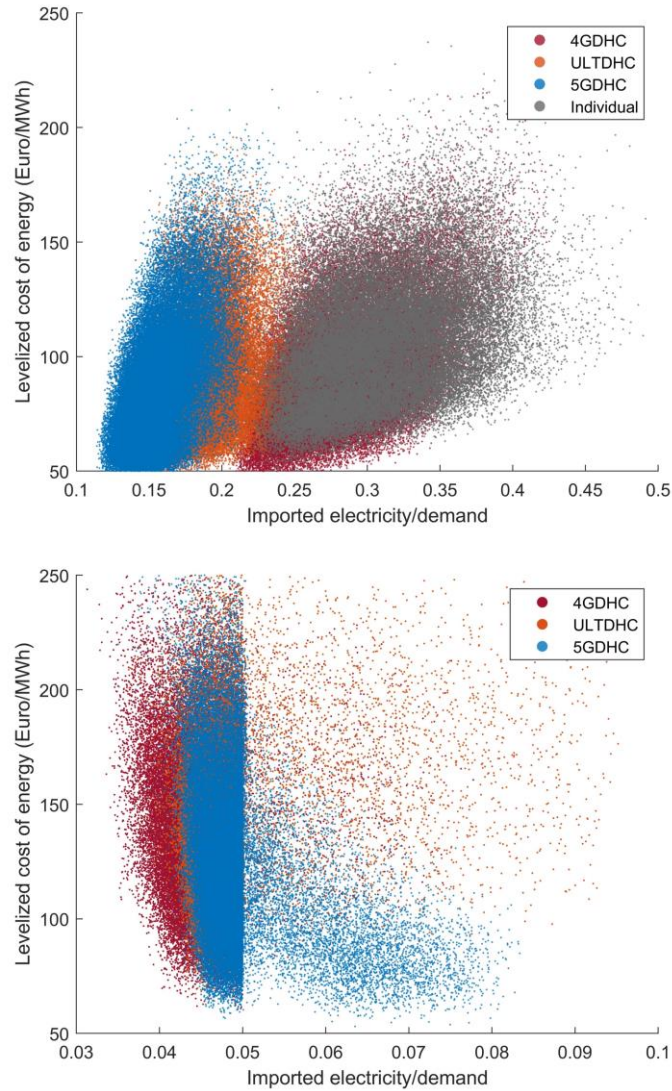 250
200
150
100
50
Levelized cost of energy (Euro/MWh)
4GDHC
ULTDHC
5GDHC
Individual
0.1 0.15 0.2 0.25 0.3 0.35 0.4 0.45 0.5
Imported electricity/demand
250
200
150
100
50
Levelized cost of energy (Euro/MWh)
4GDHC
ULTDHC
5GDHC
0.03 0.04 0.05 0.06 0.07 0.08 0.09 0.1
Imported electricity/demand